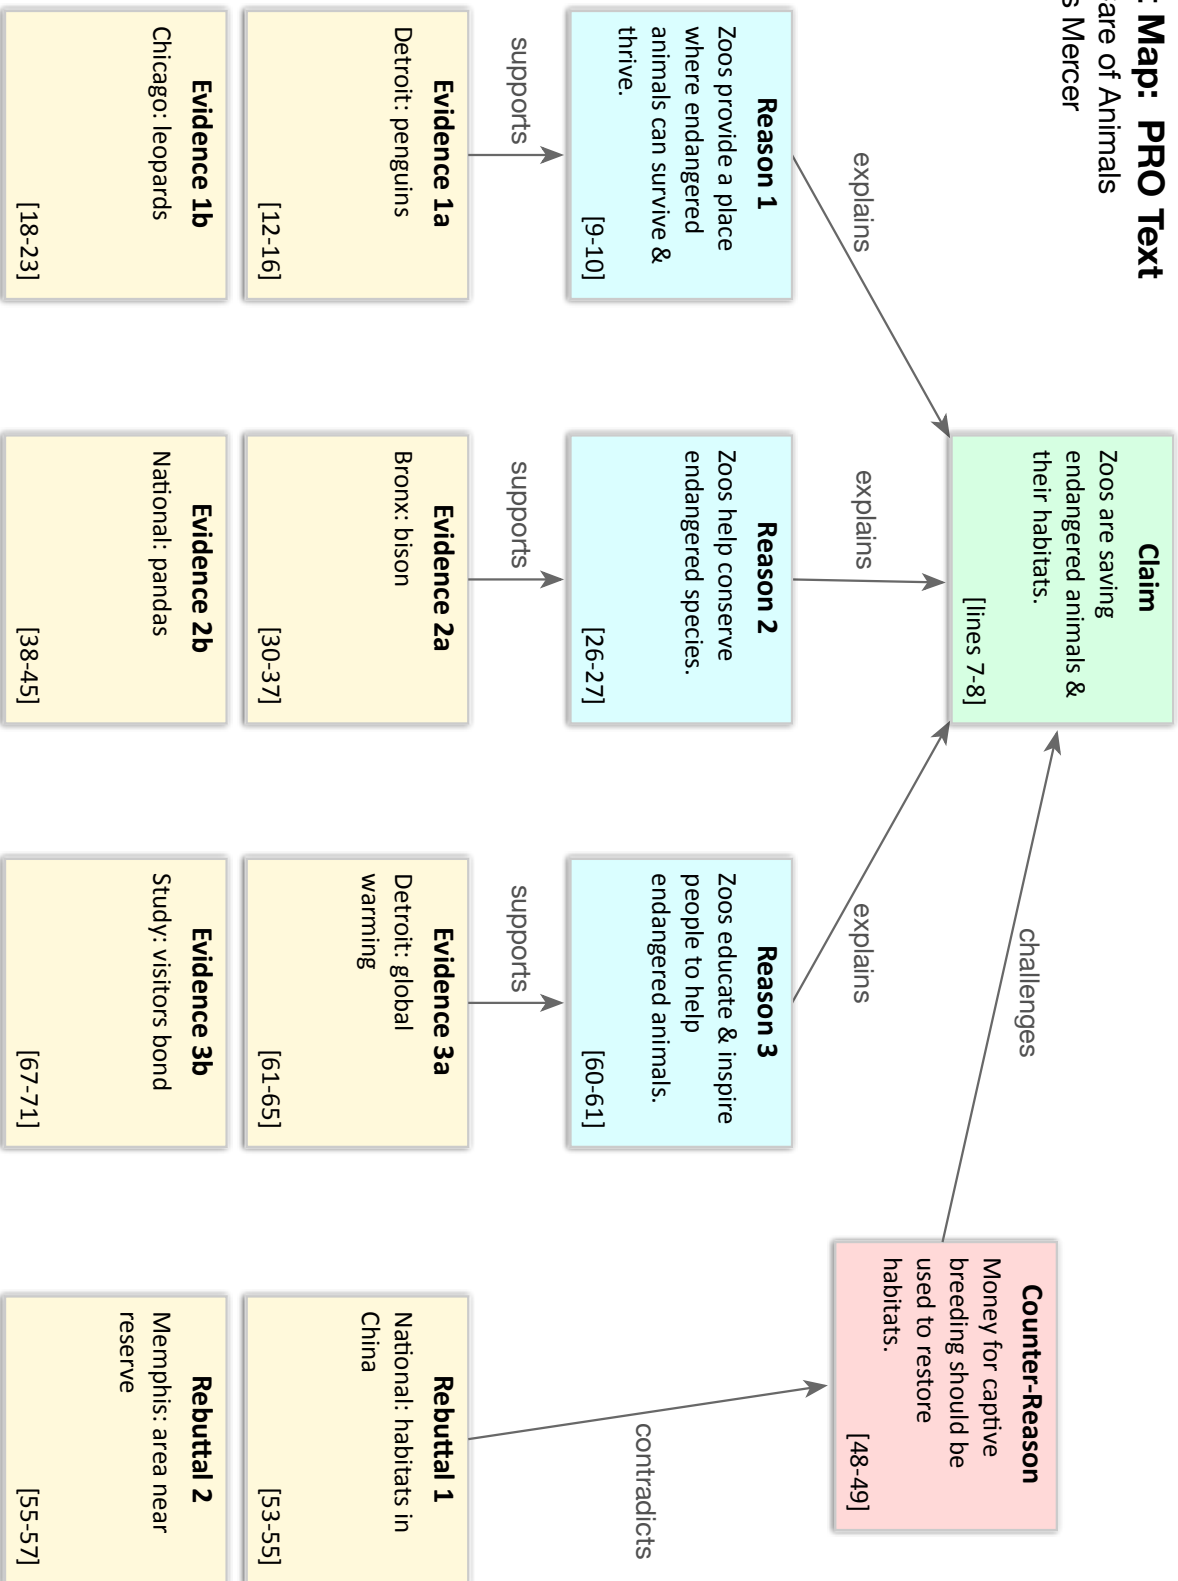 Map: PRO Text
of Animals
Mercer
Claim
Zoos are saving
endangered animals &
their habitats.
[lines 7-8]
explains
explains
explains
challenges
Reason 1
Zoos provide a place
where endangered
animals can survive &
thrive.
[9-10]
Reason 2
Zoos help conserve
endangered species.
[26-27]
Reason 3
Zoos educate & inspire
people to help
endangered animals.
[60-61]
Counter-Reason
Money for captive
breeding should be
used to restore
habitats.
[48-49]
supports
supports
supports
contradicts
Evidence 1a
Detroit: penguins
[12-16]
Evidence 2a
Bronx: bison
[30-37]
Evidence 3a
Detroit: global
warming
[61-65]
Rebuttal 1
National: habitats in
China
[53-55]
Evidence 1b
Chicago: leopards
[18-23]
Evidence 2b
National: pandas
[38-45]
Evidence 3b
Study: visitors bond
[67-71]
Rebuttal 2
Memphis: area near
reserve
[55-57]